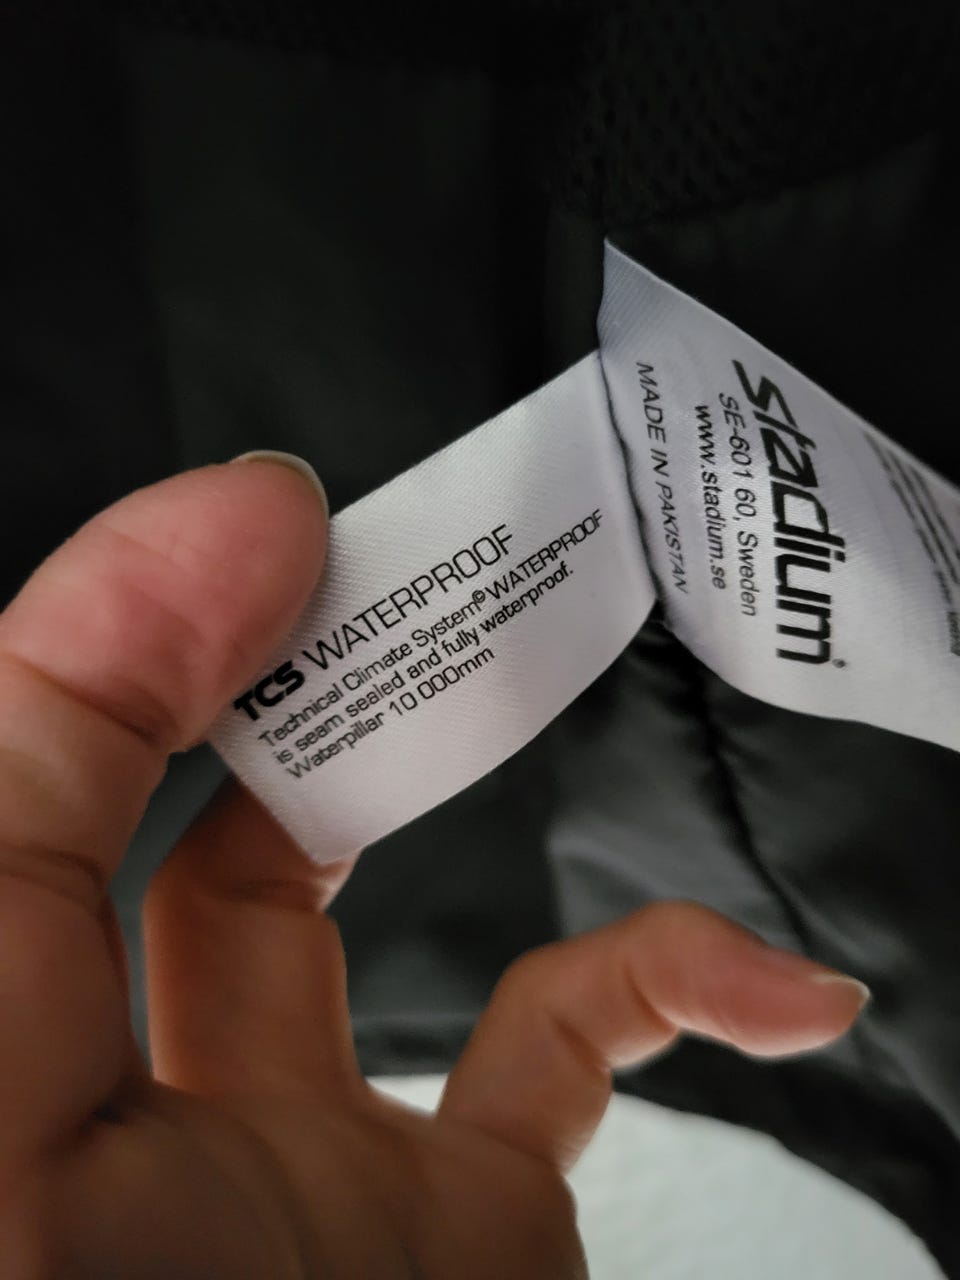 TCS WATERPROOF
Technical Climate System©WATERPROOF
is seam sealed and fully waterproof.
Waterpillar 10 000mm
stadium®
SE-601 60, Sweden
www.stadium.se
MADE IN PAKISTAN